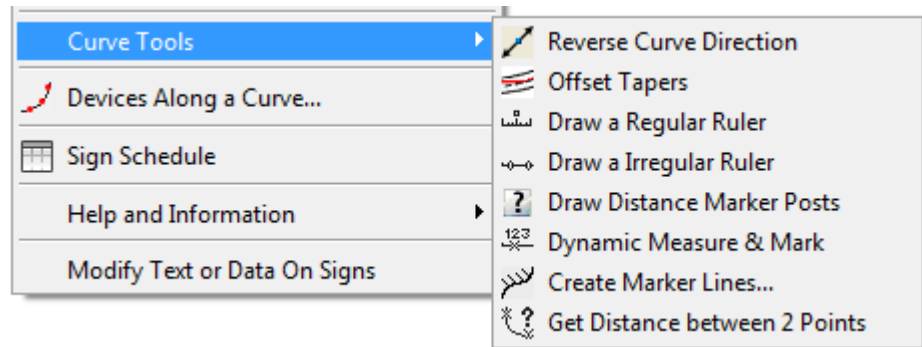 Curve Tools
Devices Along a Curve...
Sign Schedule
Help and Information
Modify Text or Data On Signs
Reverse Curve Direction
Offset Tapers
Draw a Regular Ruler
Draw a Irregular Ruler
? Draw Distance Marker Posts
123 Dynamic Measure & Mark
Create Marker Lines...
? Get Distance between 2 Points